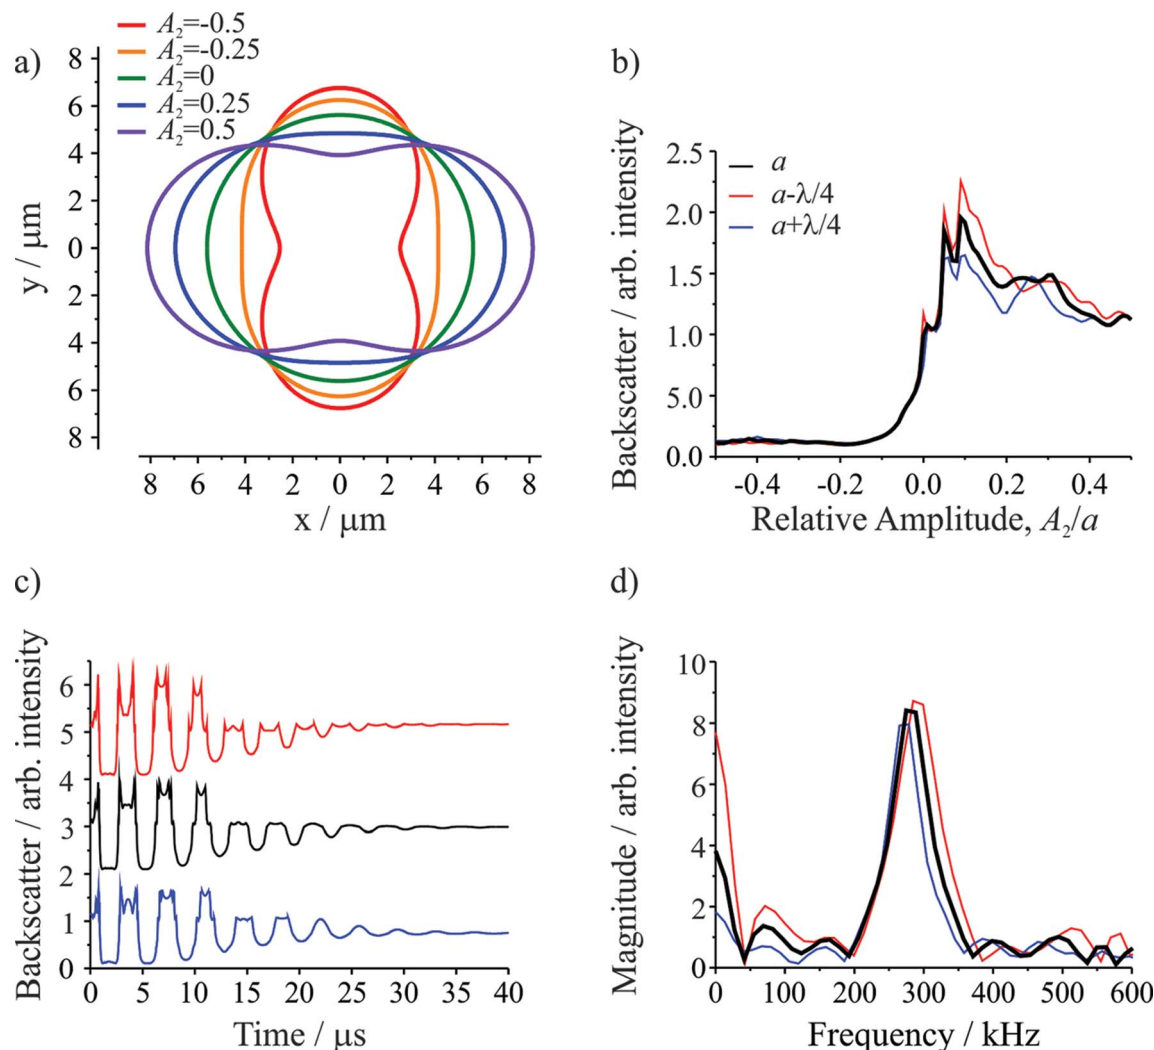 a)
A₂=-0.5
A₂=-0.25
A₂=0
A₂=0.25
A₂=0.5
8
6
4
2
0
2
4
6
8
y / μm
8 6 4 2 0 2 4 6 8
x / μm
b)
Backscatter / arb. intensity
2.5
2.0
1.5
1.0
5.0
0.0
a
a-λ/4
a+λ/4
-0.4 -0.2 0.0 0.2 0.4
Relative Amplitude, A₂/a
c)
Backscatter / arb. intensity
6
5
4
3
2
1
0
0 5 10 15 20 25 30 35 40
Time / μs
d)
Magnitude / arb. intensity
10
8
6
4
2
0
0 100 200 300 400 500 600
Frequency / kHz